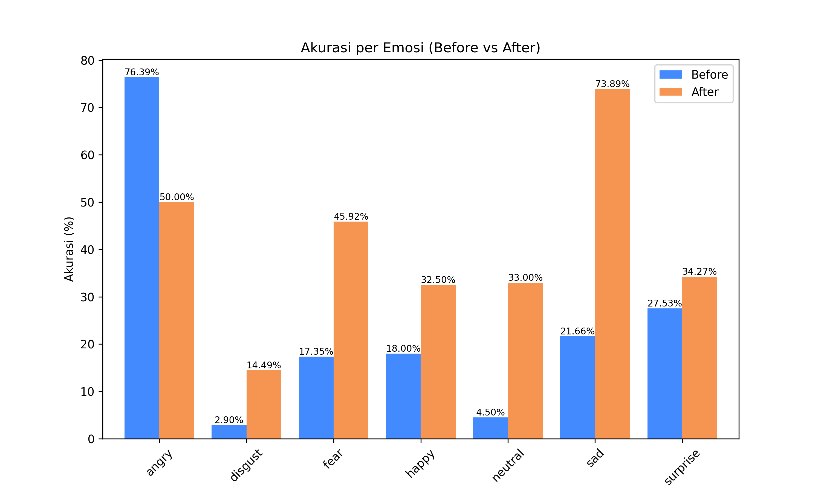 Akurasi per Emosi (Before vs After)
Before
After
Akurasi (%)
80
70
60
50
40
30
20
10
0
76.39%
50.00%
2.90%
14.49%
17.35%
45.92%
18.00%
32.50%
4.50%
33.00%
21.66%
73.89%
27.53%
34.27%
angry
disgust
fear
happy
neutral
sad
surprise